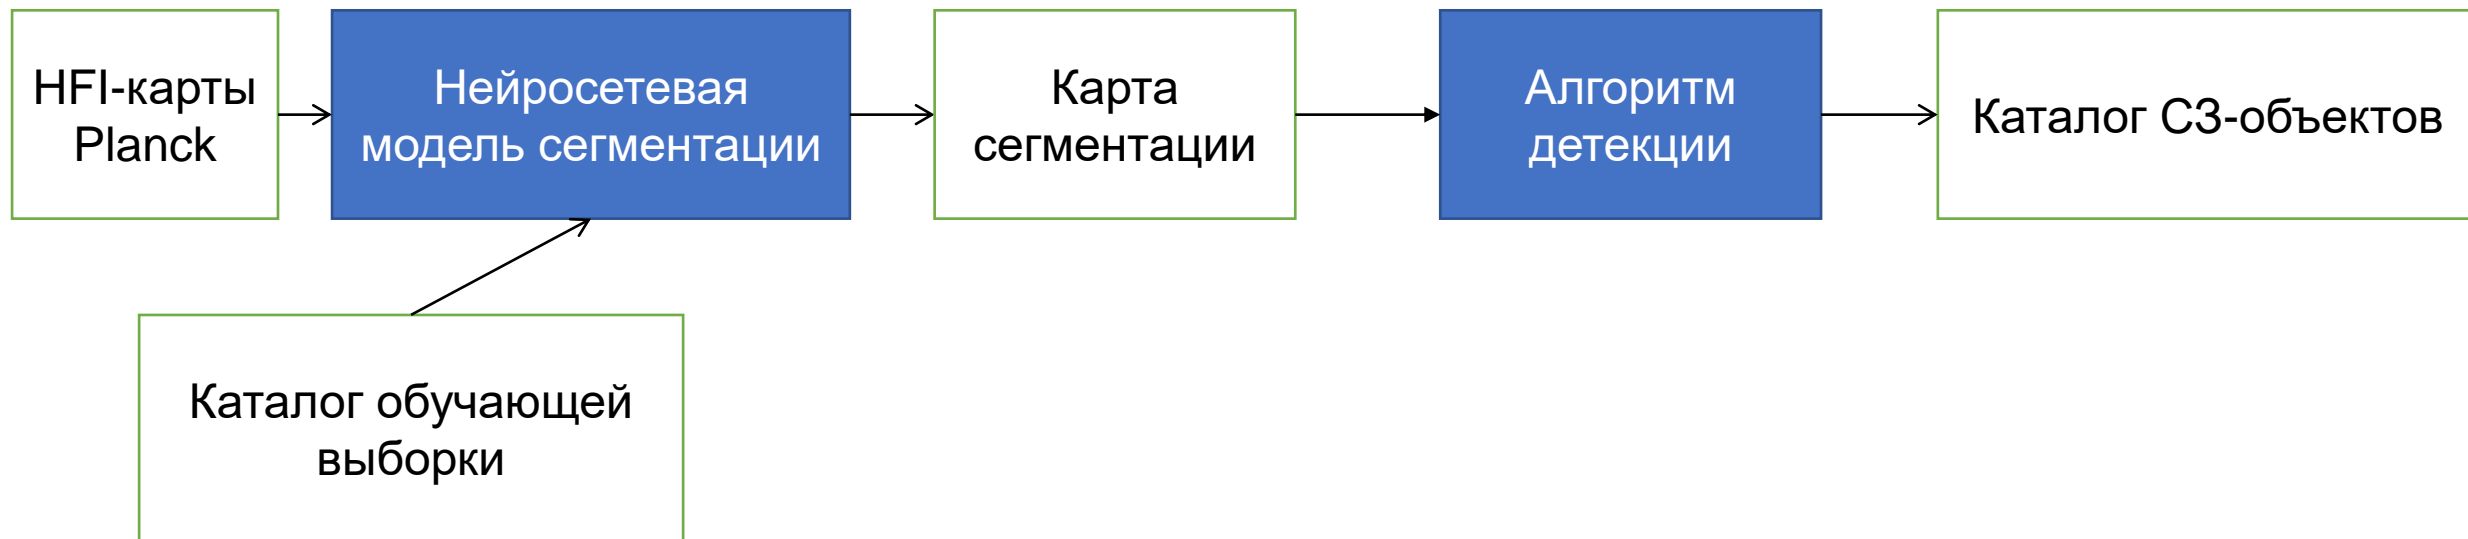 HFI-карты
Planck
Нейросетевая
модель сегментации
Карта
сегментации
Алгоритм
детекции
Каталог СЗ-объектов
Каталог обучающей
выборки